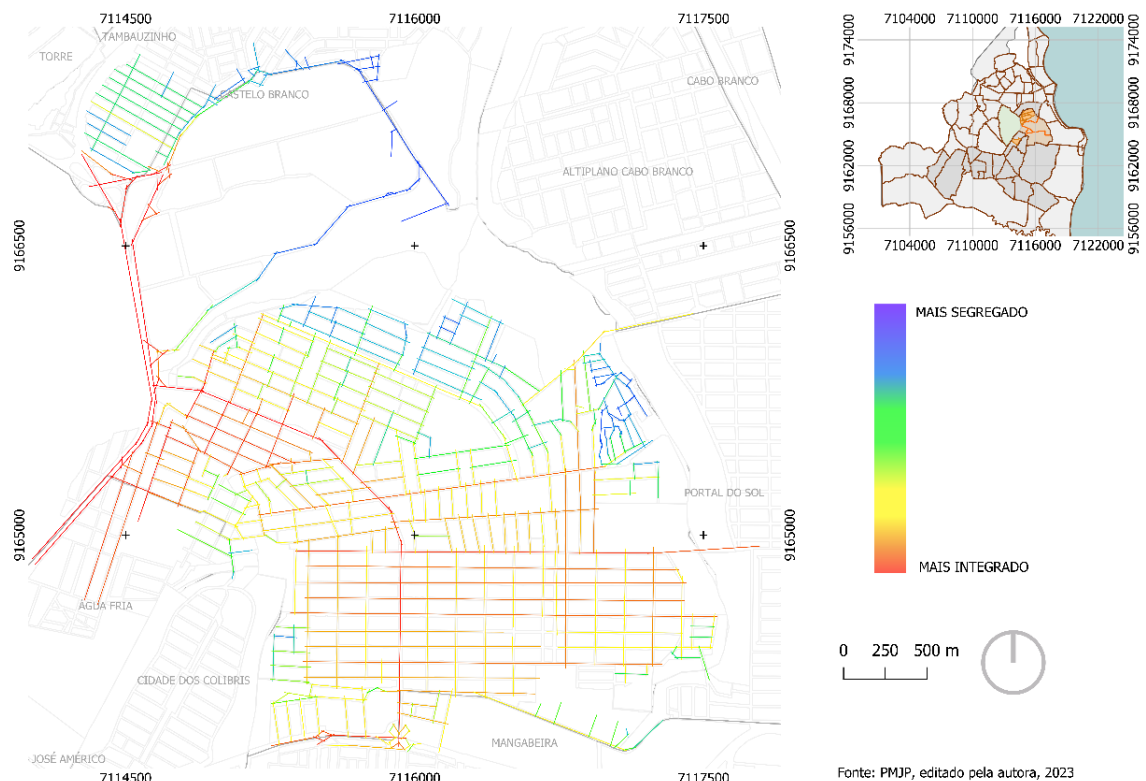 7114500
7116000
7117500
TAMBAUZINHO
TORRE
CASTELO BRANCO
CABO BRANCO
ALTIPLANO CABO BRANCO
9166500
9166500
PORTAL DO SOL
9165000
9165000
ÁGUA FRIA
CIDADE DOS COLIBRIS
MANGABEIRA
JOSÉ AMÉRICO
7114500
7116000
7117500
7104000 7110000 7116000 7122000
9174000
9174000
9168000
9168000
9162000
9162000
9156000
9156000
7104000 7110000 7116000 7122000
MAIS SEGREGADO
MAIS INTEGRADO
0 250 500 m
Fonte: PMJP, editado pela autora, 2023